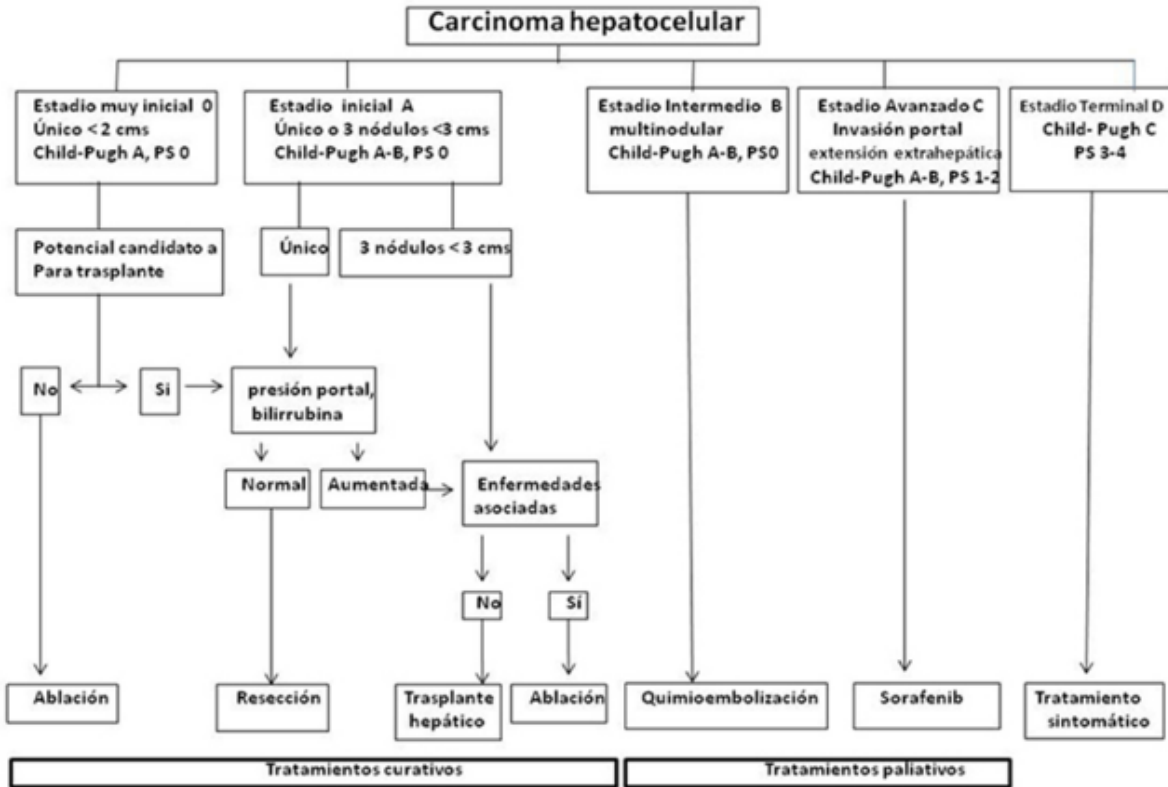 Carcinoma hepatocelular
Estadio muy inicial 0
Único < 2 cms
Child-Pugh A, PS 0
Estadio inicial A
Único o 3 nódulos <3 cms
Child-Pugh A-B, PS 0
Estadio Intermedio B
multinodular
Child-Pugh A-B, PS0
Estadio Avanzado C
Invasión portal
extensión extrahepática
Child-Pugh A-B, PS 1-2
Estadio Terminal D
Child- Pugh C
PS 3-4
Potencial candidato a
Para trasplante
Único
3 nódulos < 3 cms
No
Si
presión portal,
bilirrubina
Normal
Aumentada
Enfermedades
asociadas
No
Sí
Ablación
Resección
Trasplante
hepático
Ablación
Quimioembolización
Sorafenib
Tratamiento
sintomático
Tratamientos curativos
Tratamientos paliativos